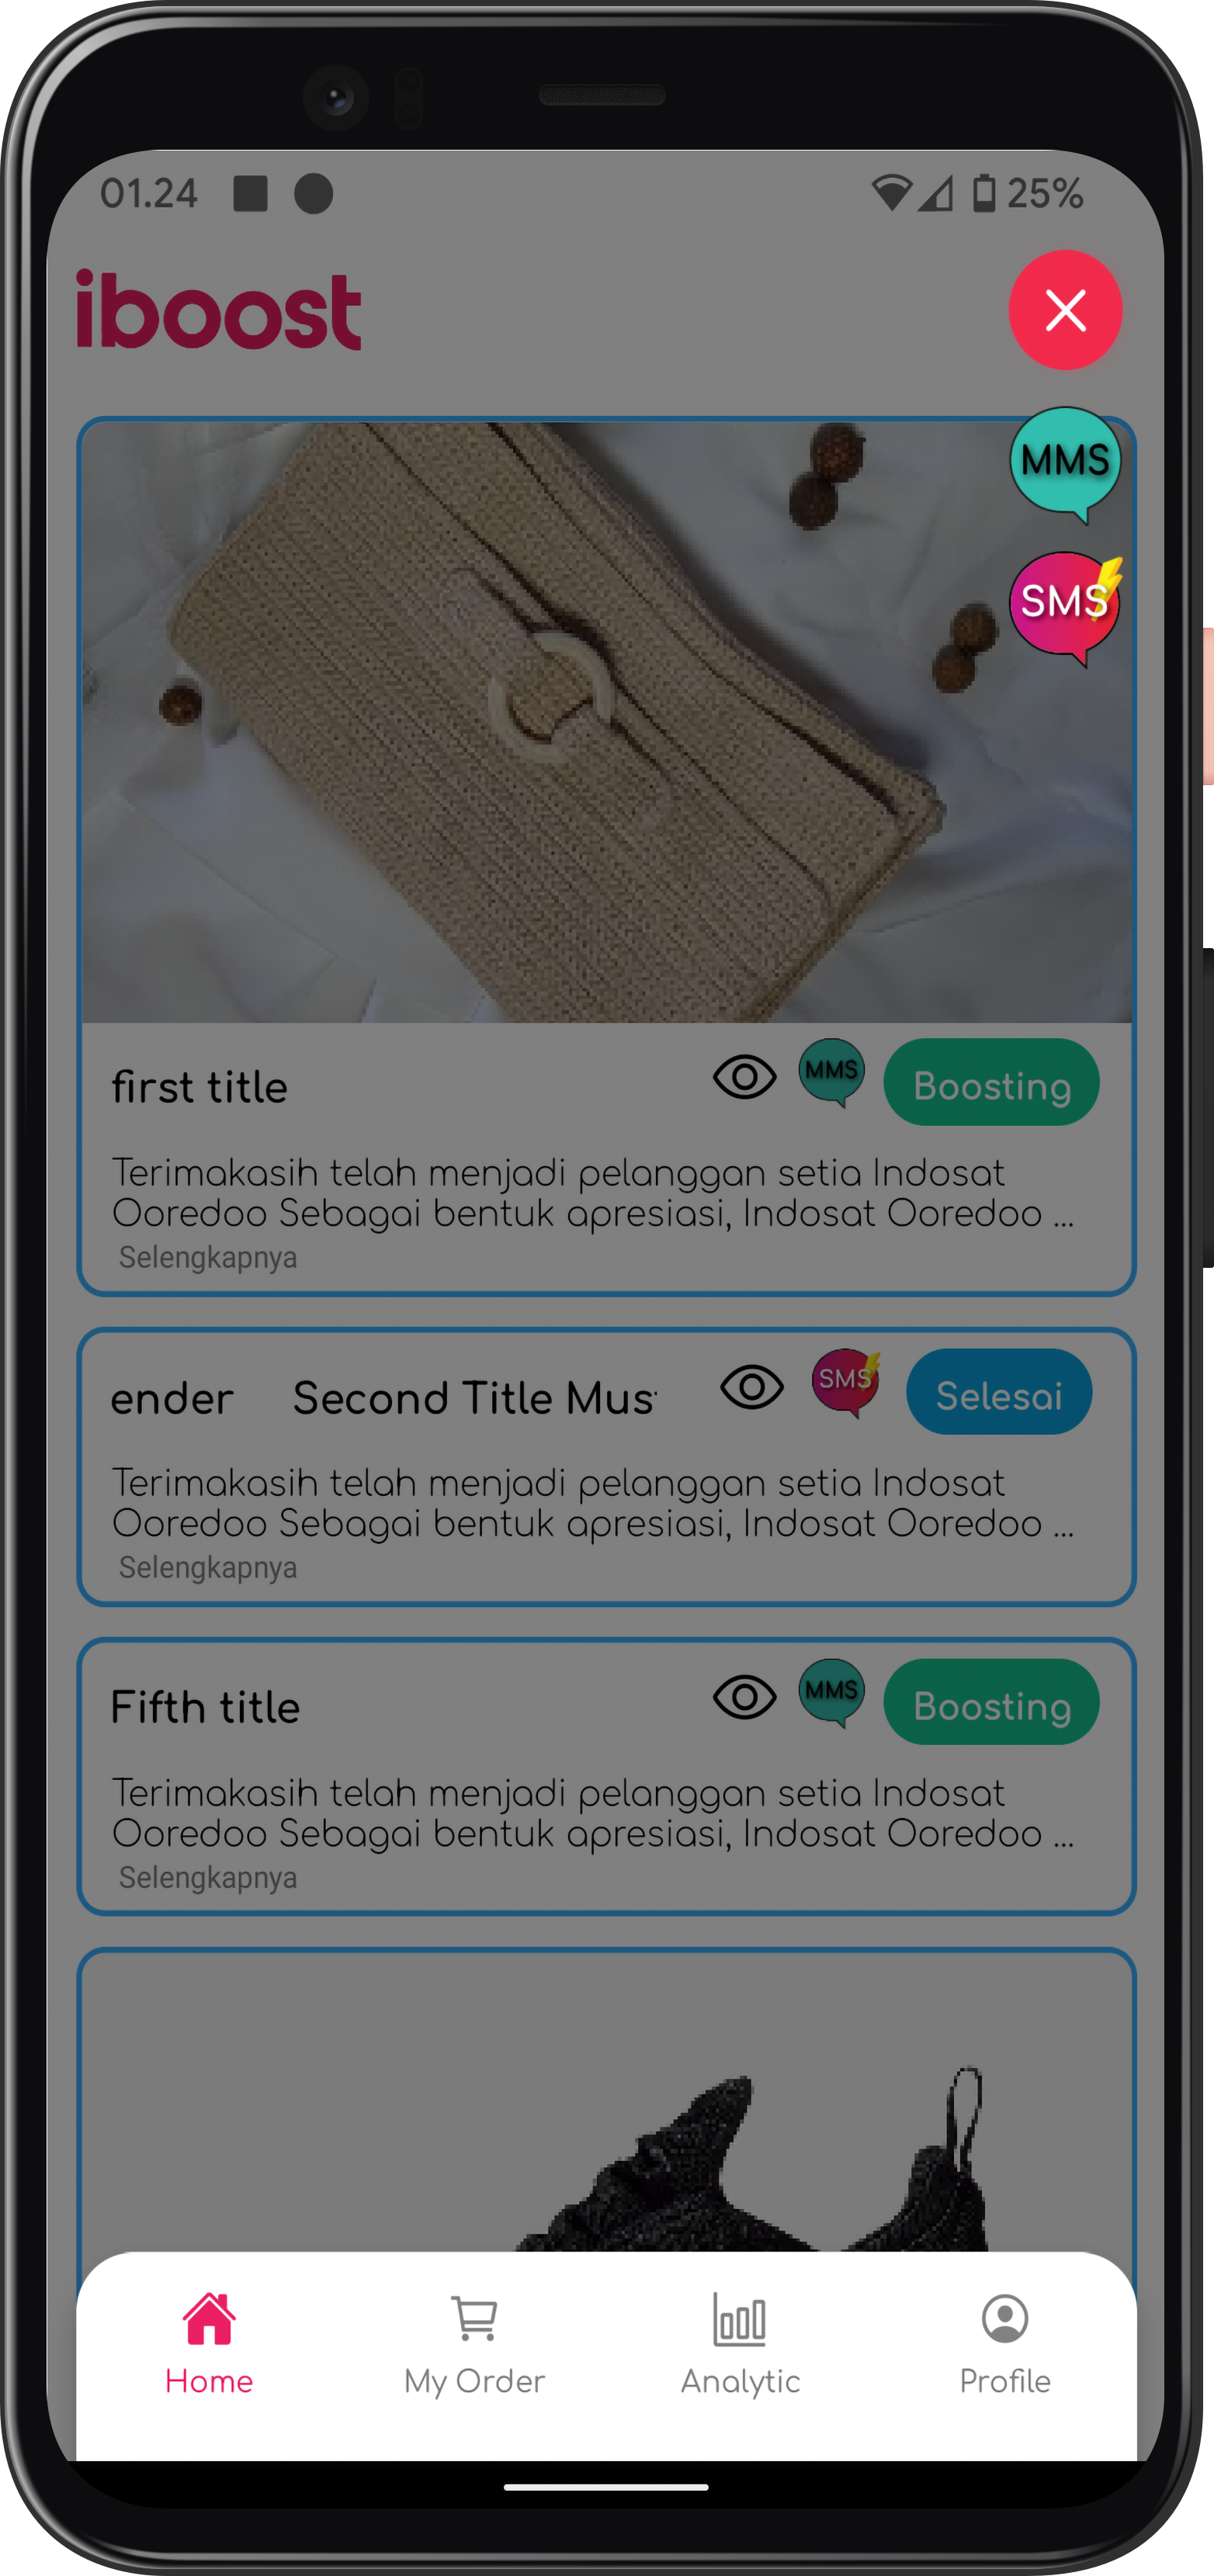 01.24
25%
iboost
MMS
SMS
first title
MMS
Boosting
Terimakasih telah menjadi pelanggan setia Indosat
Ooredoo Sebagai bentuk apresiasi, Indosat Ooredoo ...
Selengkapnya
ender Second Title Mus
SMS
Selesai
Terimakasih telah menjadi pelanggan setia Indosat
Ooredoo Sebagai bentuk apresiasi, Indosat Ooredoo ...
Selengkapnya
Fifth title
MMS
Boosting
Terimakasih telah menjadi pelanggan setia Indosat
Ooredoo Sebagai bentuk apresiasi, Indosat Ooredoo ...
Selengkapnya
Home
My Order
Analytic
Profile